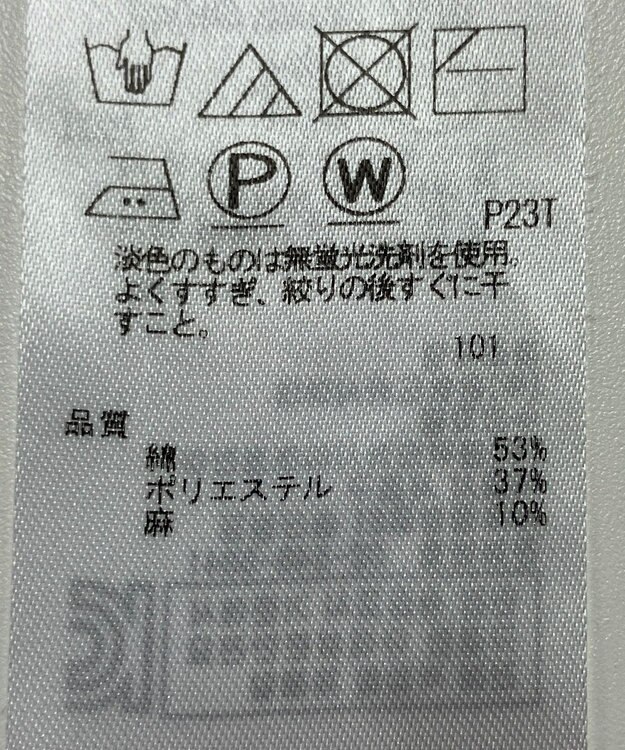 P
W
P23T
淡色のものは無蛍光洗剤を使用。
よくすすぎ、絞りの後すぐに干
すこと。
101
品質
綿 53%
ポリエステル 37%
麻 10%